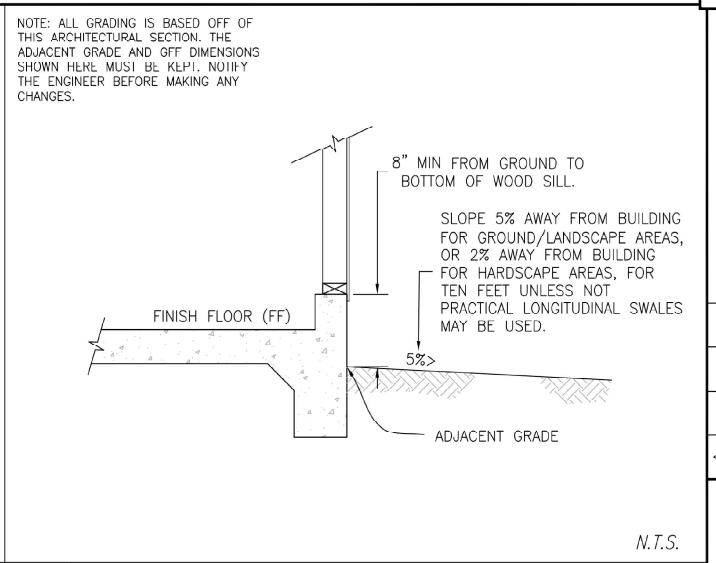 NOTE: ALL GRADING IS BASED OFF OF
THIS ARCHITECTURAL SECTION. THE
ADJACENT GRADE AND GFF DIMENSIONS
SHOWN HERE MUST BE KEPT. NOTIFY
THE ENGINEER BEFORE MAKING ANY
CHANGES.
8" MIN FROM GROUND TO
BOTTOM OF WOOD SILL.
SLOPE 5% AWAY FROM BUILDING
FOR GROUND/LANDSCAPE AREAS,
OR 2% AWAY FROM BUILDING
FOR HARDSCAPE AREAS, FOR
TEN FEET UNLESS NOT
PRACTICAL LONGITUDINAL SWALES
MAY BE USED.
FINISH FLOOR (FF)
5%>
ADJACENT GRADE
N.T.S.